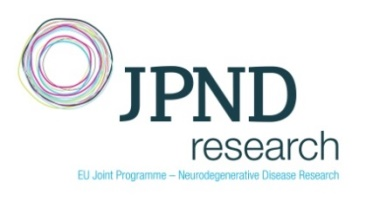 JPND
research
EU Joint Programme – Neurodegenerative Disease Research